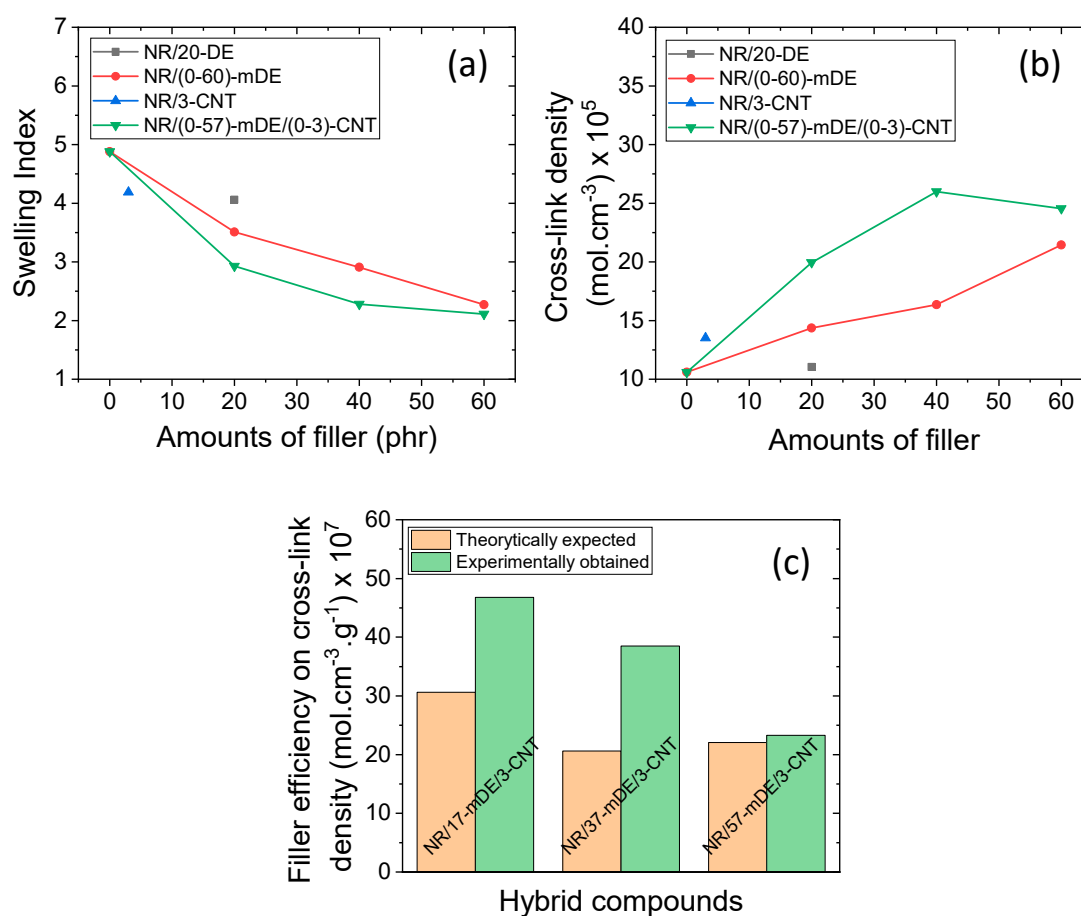 (a)
NR/20-DE
NR/(0-60)-mDE
NR/3-CNT
NR/(0-57)-mDE/(0-3)-CNT
Swelling Index
7
6
5
4
3
2
1
0 10 20 30 40 50 60
Amounts of filler (phr)
(b)
NR/20-DE
NR/(0-60)-mDE
NR/3-CNT
NR/(0-57)-mDE/(0-3)-CNT
Cross-link density
(mol.cm⁻³) x 10⁵
40
35
30
25
20
15
10
0 10 20 30 40 50 60
Amounts of filler
(c)
Theorytically expected
Experimentally obtained
Filler efficiency on cross-link
density (mol.cm⁻³.g⁻¹) x 10⁷
60
50
40
30
20
10
0
NR/17-mDE/3-CNT
NR/37-mDE/3-CNT
NR/57-mDE/3-CNT
Hybrid compounds